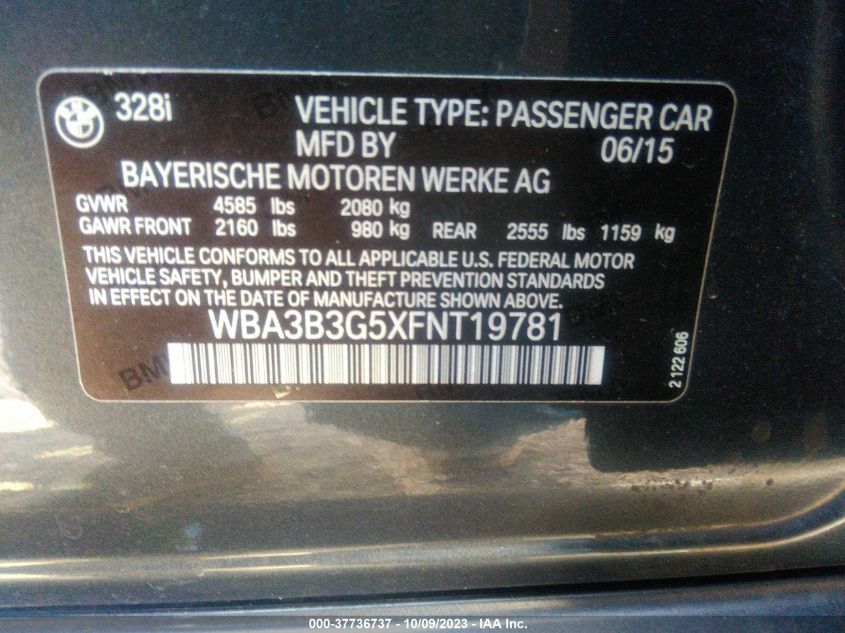 BMW 328i VEHICLE TYPE: PASSENGER CAR
MFD BY 06/15
BAYERISCHE MOTOREN WERKE AG
GVWR 4585 lbs 2080 kg
GAWR FRONT 2160 lbs 980 kg REAR 2555 lbs 1159 kg
THIS VEHICLE CONFORMS TO ALL APPLICABLE U.S. FEDERAL MOTOR
VEHICLE SAFETY, BUMPER AND THEFT PREVENTION STANDARDS
IN EFFECT ON THE DATE OF MANUFACTURE SHOWN ABOVE.
WBA3B3G5XFNT19781
2 122 606
000-37736737 - 10/09/2023 - IAA Inc.